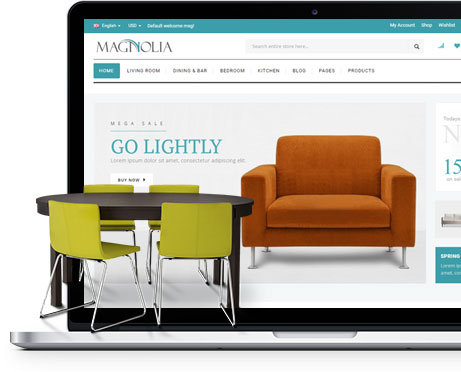 English USD Default welcome msg! My Account Shop Wishlist
MAGNOLIA
Search entire store here...
HOME LIVING ROOM DINING & BAR BEDROOM KITCHEN BLOG PAGES PRODUCTS
MEGA SALE
GO LIGHTLY
Lorem ipsum dolor sit amet, consectetur adipiscing elit.
BUY NOW
Todays
N
15
on sel
SPRING
Lorem ip